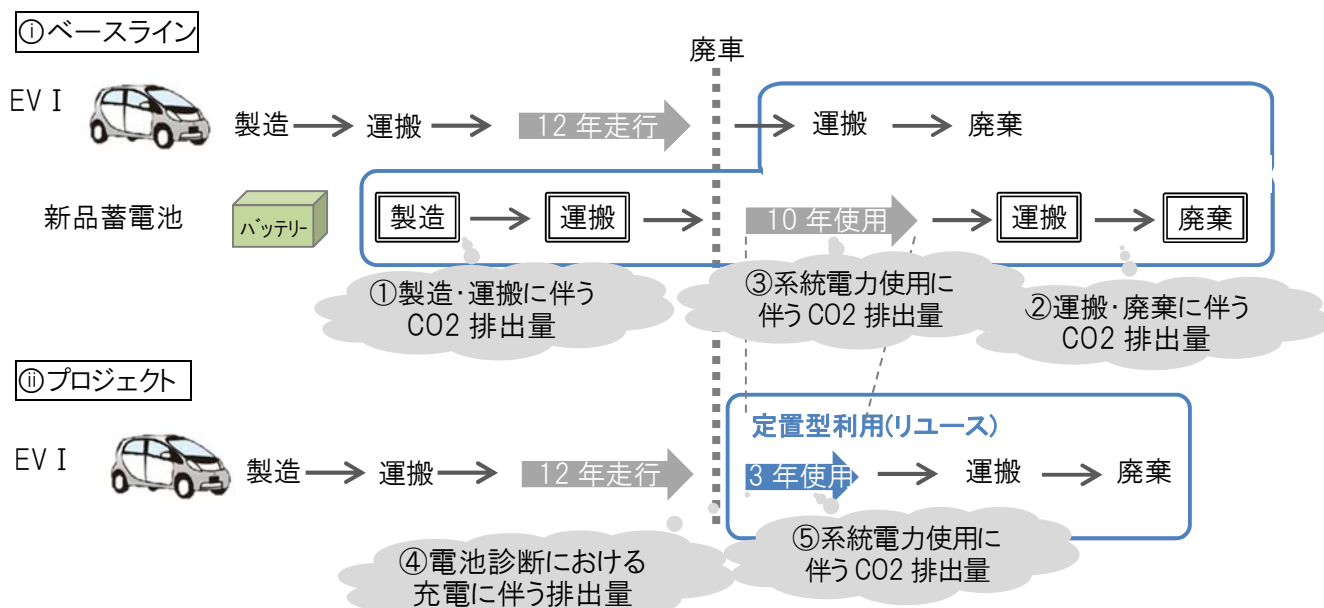 ⓘベースライン
廃車
EV I
製造
運搬
12 年走行
運搬
廃棄
新品蓄電池
バッテリー
製造
運搬
10 年使用
運搬
廃棄
①製造・運搬に伴う
CO2 排出量
③系統電力使用に
伴う CO2 排出量
②運搬・廃棄に伴う
CO2 排出量
ⓘⓘプロジェクト
定置型利用(リユース)
EV I
製造
運搬
12 年走行
3 年使用
運搬
廃棄
④電池診断における
充電に伴う排出量
⑤系統電力使用に
伴う CO2 排出量